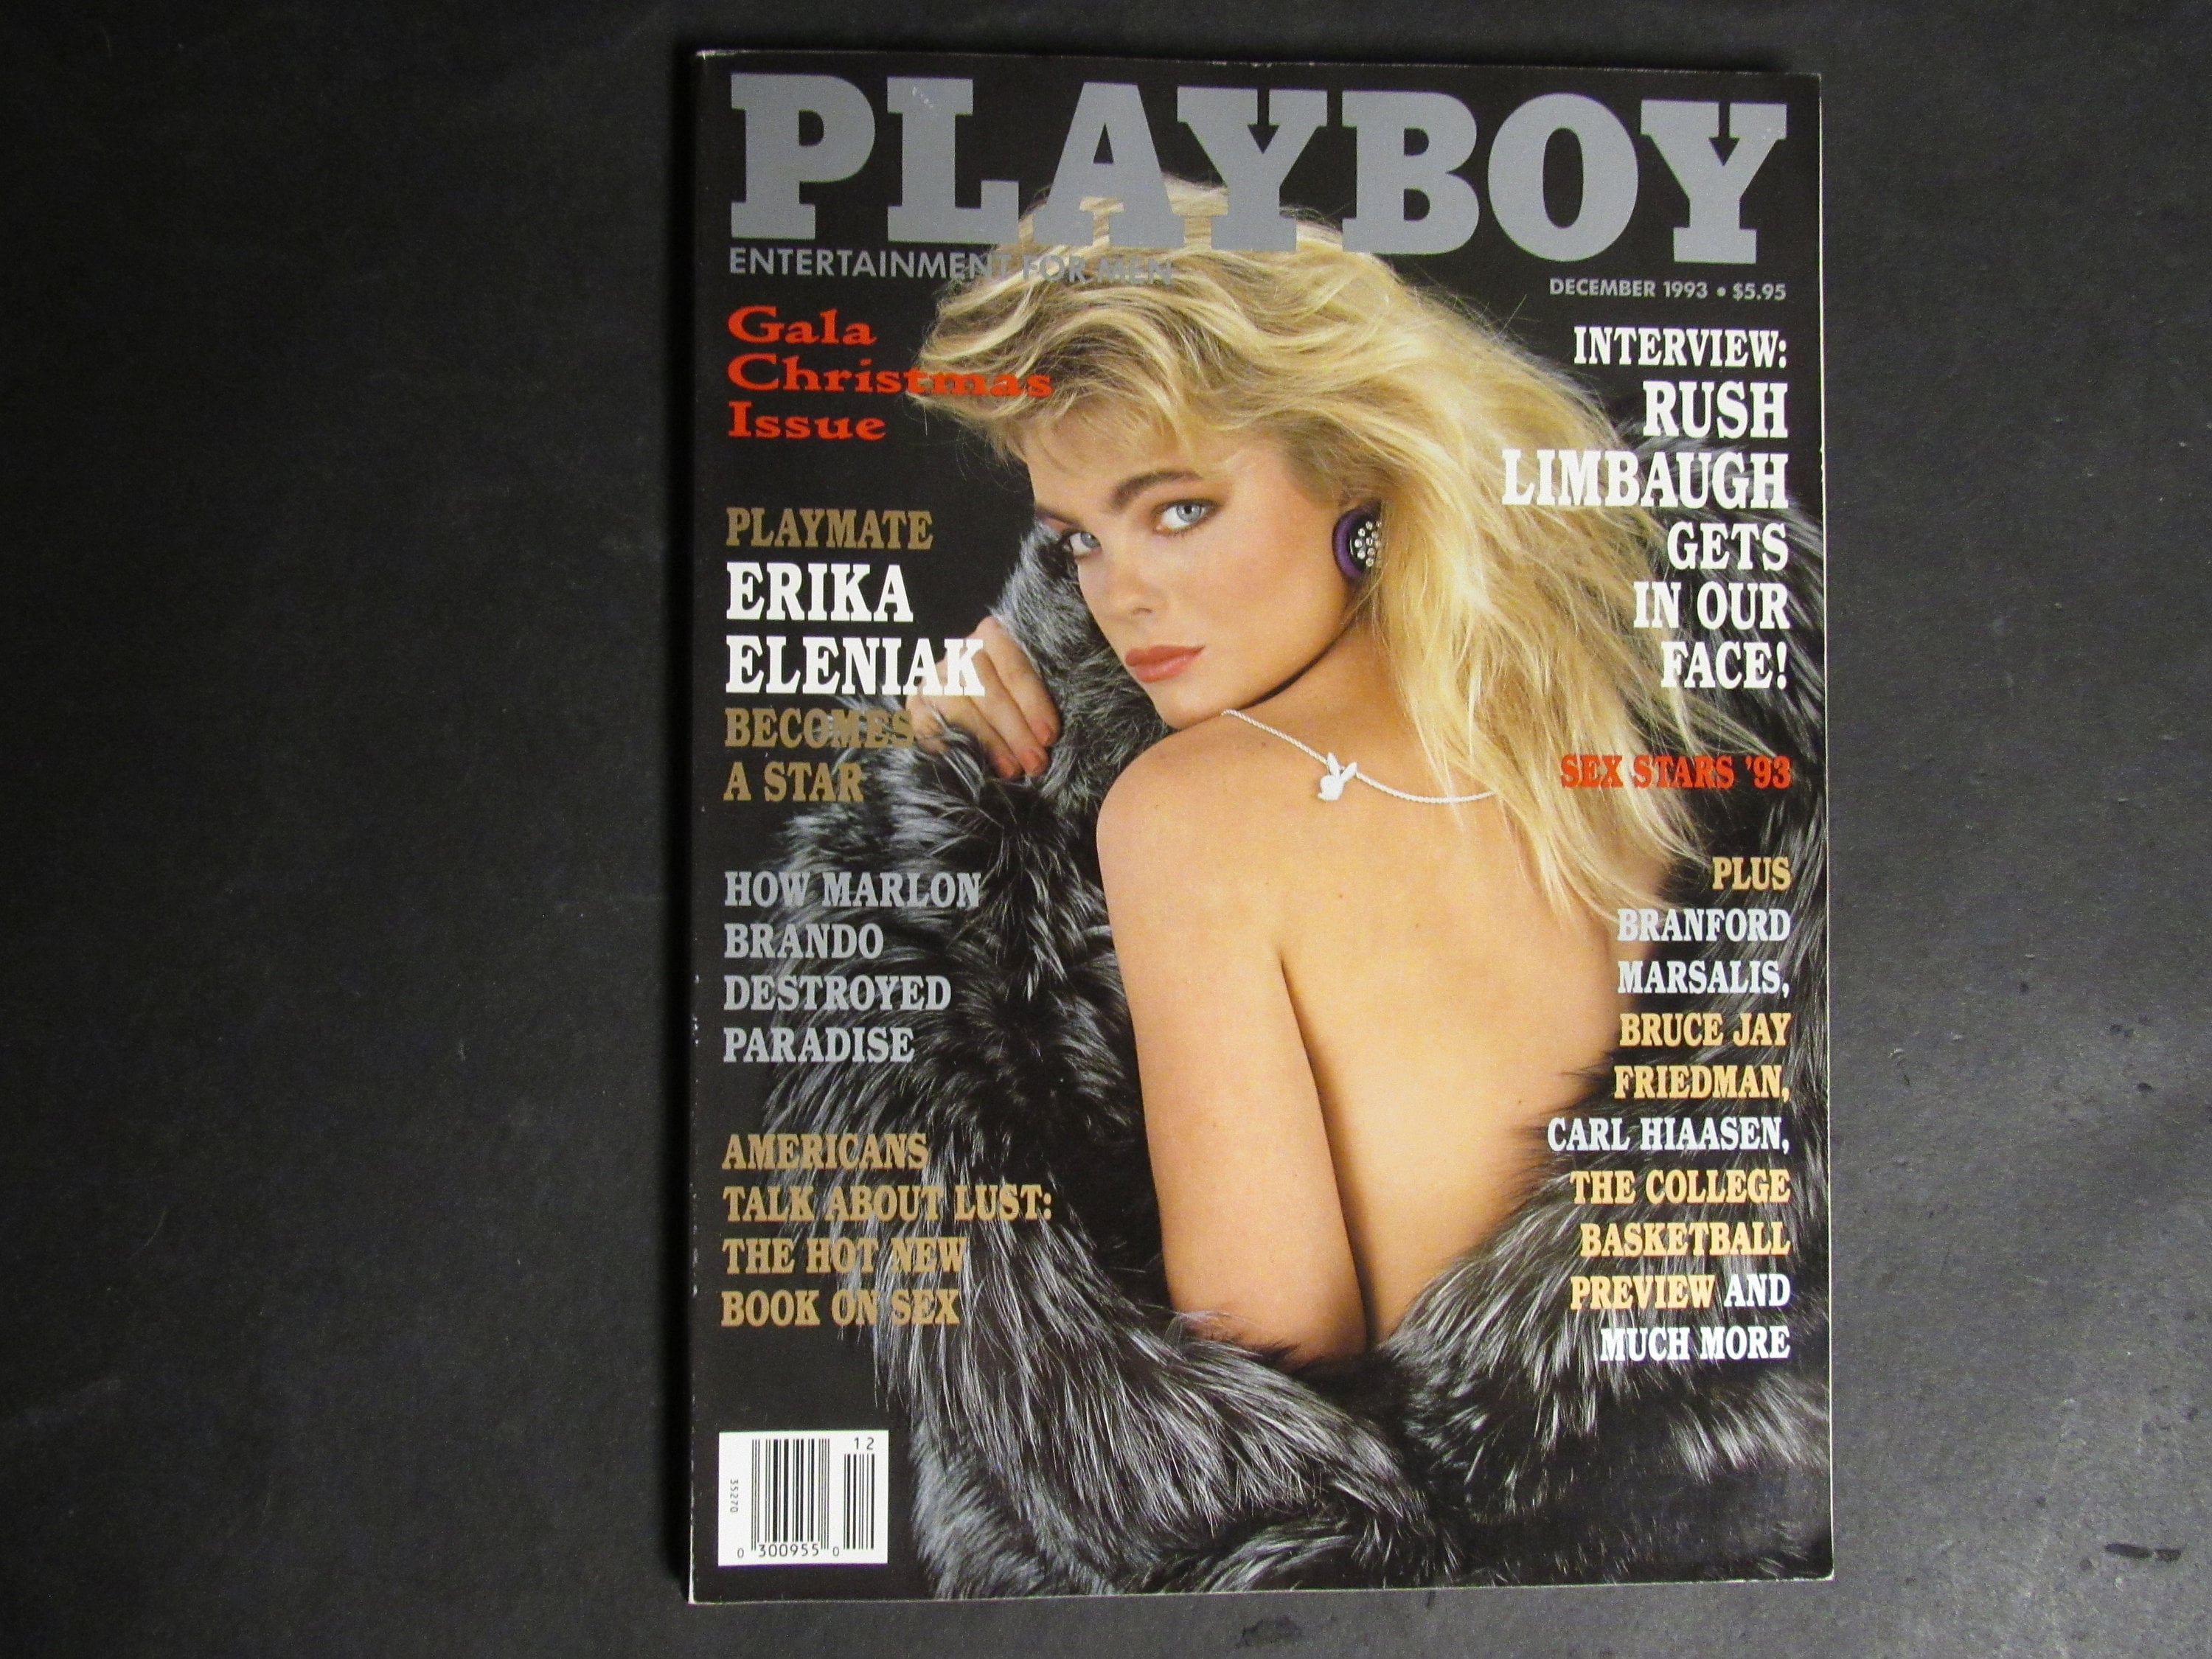 PLAYBOY
ENTERTAINMENT FOR MEN
DECEMBER 1993 • $5.95
Gala
Christmas
Issue
PLAYMATE
ERIKA
ELENIAK
BECOMES
A STAR
HOW MARLON
BRANDO
DESTROYED
PARADISE
AMERICANS
TALK ABOUT LUST:
THE HOT NEW
BOOK ON SEX
INTERVIEW:
RUSH
LIMBAUGH
GETS
IN OUR
FACE!
SEX STARS '93
PLUS
BRANFORD
MARSALIS,
BRUCE JAY
FRIEDMAN,
CARL HIAASEN,
THE COLLEGE
BASKETBALL
PREVIEW AND
MUCH MORE
12
35270
0 300955 0